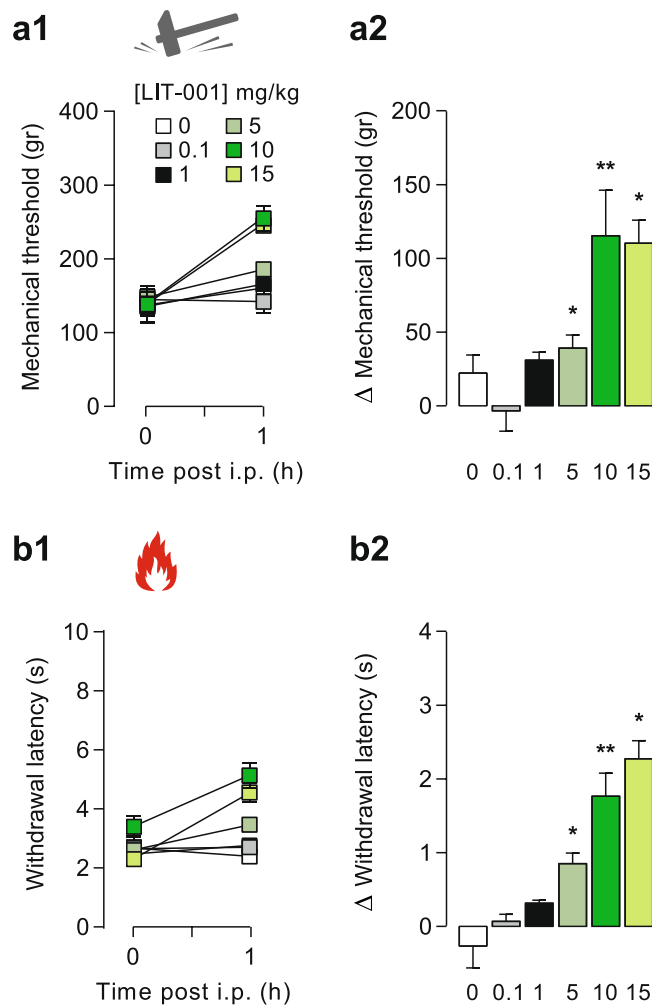 a1
[LIT-001] mg/kg
0 5
0.1 10
1 15
Mechanical threshold (gr)
400
300
200
100
0
0 1
Time post i.p. (h)
a2
Δ Mechanical threshold (gr)
200
150
100
50
0
* ** *
0 0.1 1 5 10 15
b1
Withdrawal latency (s)
10
8
6
4
2
0
0 1
Time post i.p. (h)
b2
Δ Withdrawal latency (s)
4
3
2
1
0
* ** *
0 0.1 1 5 10 15